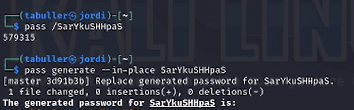 ┌──(tabuller㉿jordi)-[~]
└─$ pass /SarYkuSHHpaS
579315
┌──(tabuller㉿jordi)-[~]
└─$ pass generate --in-place SarYkuSHHpaS
[master 3d91b3b] Replace generated password for SarYkuSHHpaS.
1 file changed, 0 insertions(+), 0 deletions(-)
The generated password for SarYkuSHHpaS is: